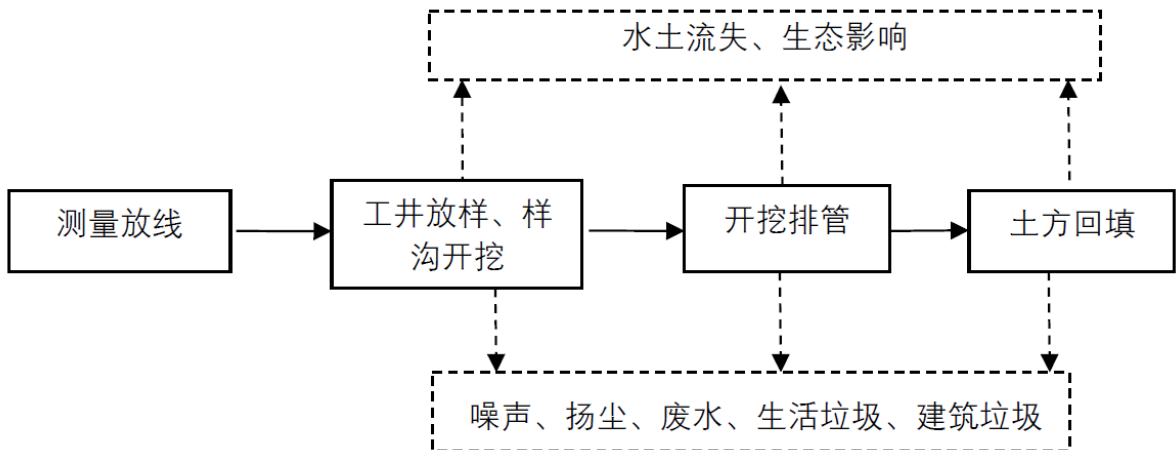 水土流失、生态影响
测量放线
工井放样、样
沟开挖
开挖排管
土方回填
噪声、扬尘、废水、生活垃圾、建筑垃圾